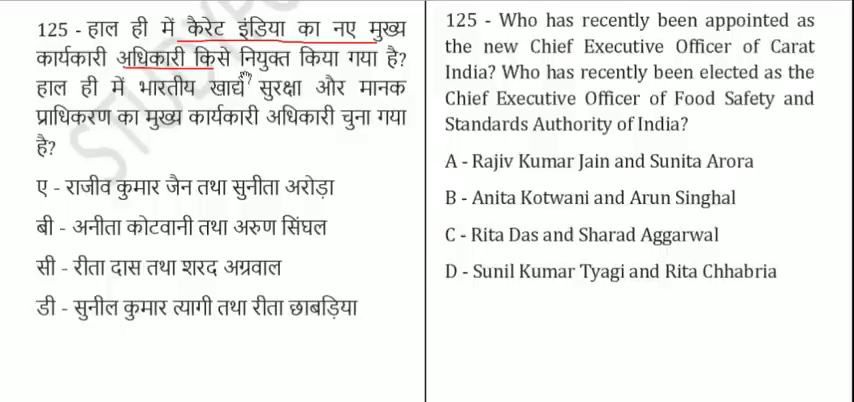 125 - हाल ही में कैरेट इंडिया का नए मुख्य
कार्यकारी अधिकारी किसे नियुक्त किया गया है?
हाल ही में भारतीय खाद्य सुरक्षा और मानक
प्राधिकरण का मुख्य कार्यकारी अधिकारी चुना गया
है?
ए - राजीव कुमार जैन तथा सुनीता अरोड़ा
बी - अनीता कोटवानी तथा अरुण सिंघल
सी - रीता दास तथा शरद अग्रवाल
डी - सुनील कुमार त्यागी तथा रीता छाबड़िया
125 - Who has recently been appointed as
the new Chief Executive Officer of Carat
India? Who has recently been elected as the
Chief Executive Officer of Food Safety and
Standards Authority of India?
A - Rajiv Kumar Jain and Sunita Arora
B - Anita Kotwani and Arun Singhal
C - Rita Das and Sharad Aggarwal
D - Sunil Kumar Tyagi and Rita Chhabria